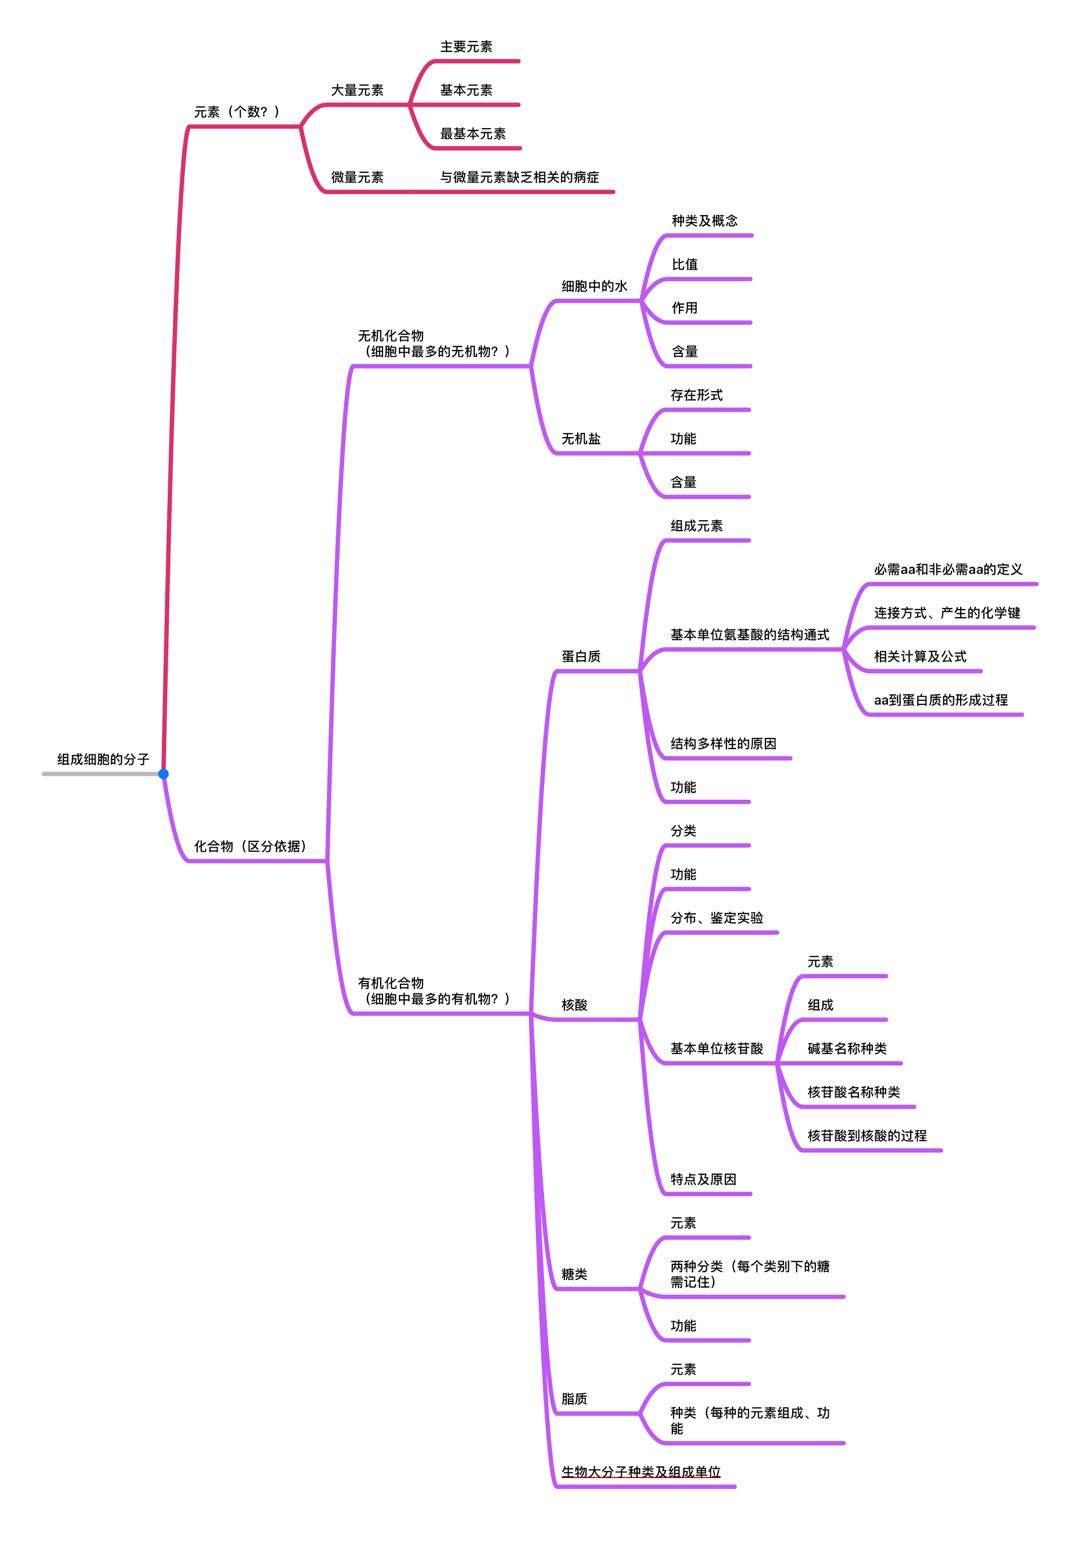 主要元素
大量元素
基本元素
元素（个数？）
最基本元素
微量元素
与微量元素缺乏相关的病症
种类及概念
比值
细胞中的水
作用
无机化合物
（细胞中最多的无机物？）
含量
存在形式
无机盐
功能
含量
组成元素
必需aa和非必需aa的定义
连接方式、产生的化学键
基本单位氨基酸的结构通式
蛋白质
相关计算及公式
aa到蛋白质的形成过程
结构多样性的原因
组成细胞的分子
功能
分类
化合物（区分依据）
功能
分布、鉴定实验
元素
有机化合物
（细胞中最多的有机物？）
核酸
组成
基本单位核苷酸
碱基名称种类
核苷酸名称种类
核苷酸到核酸的过程
特点及原因
元素
糖类
两种分类（每个类别下的糖
需记住）
功能
元素
脂质
种类（每种的元素组成、功
能
生物大分子种类及组成单位